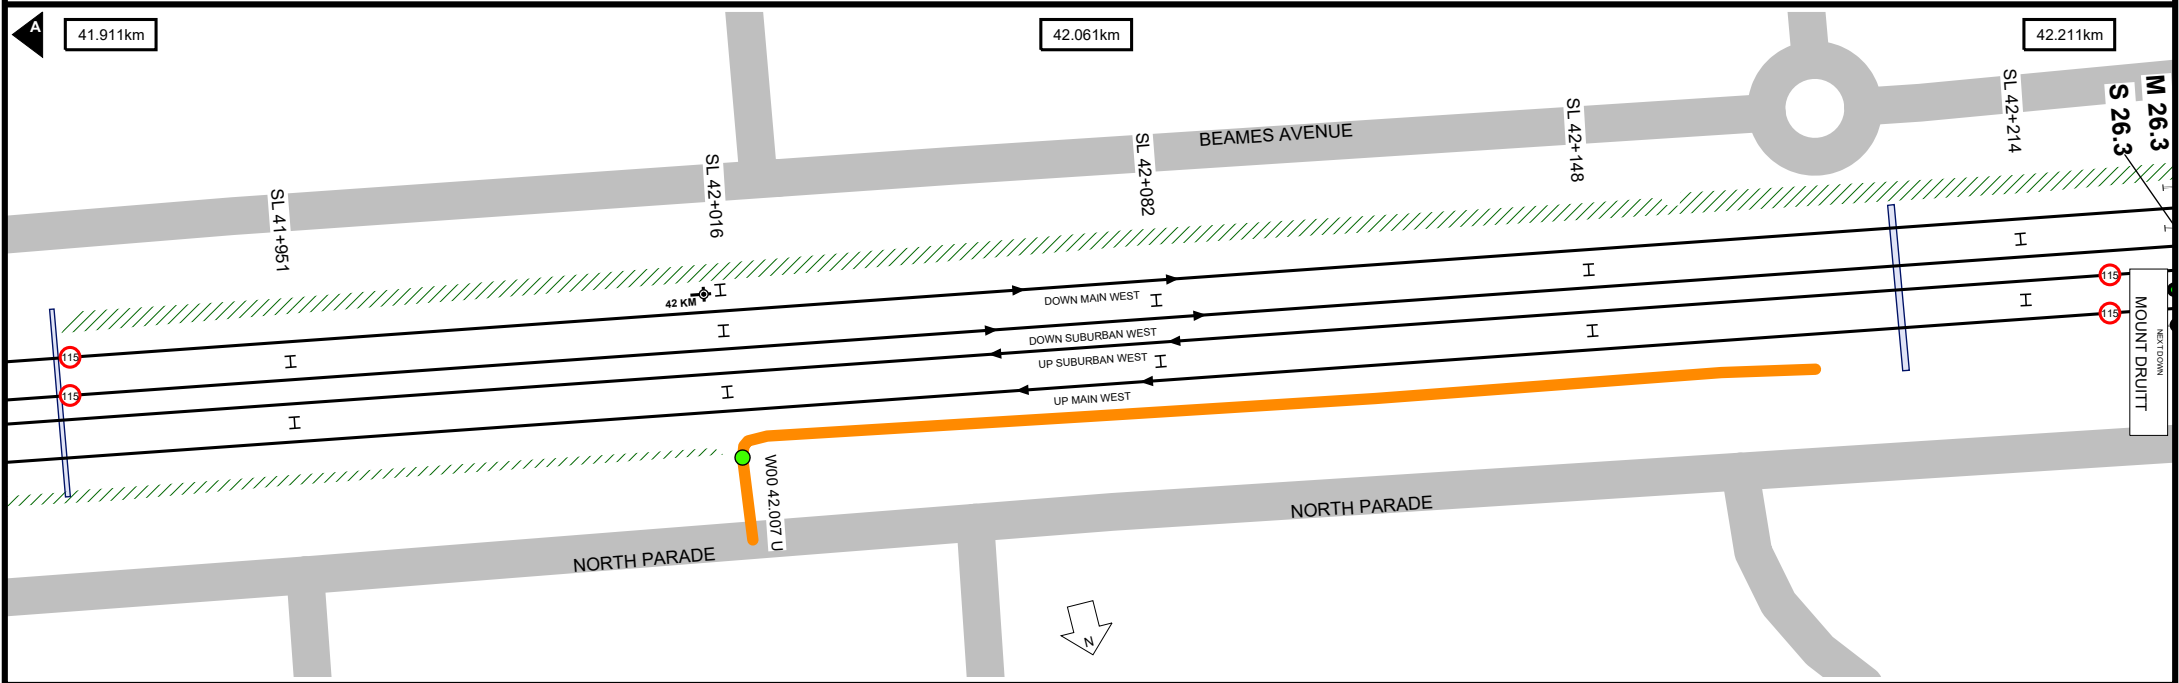 A
41.911km
42.061km
42.211km
SL 41+951
SL 42+016
SL 42+082
SL 42+148
SL 42+214
S 26.3
M 26.3
BEAMES AVENUE
42 KM
DOWN MAIN WEST
DOWN SUBURBAN WEST
UP SUBURBAN WEST
UP MAIN WEST
115
115
115
115
NEXT DOWN
MOUNT DRUITT
W00 42.007 U
NORTH PARADE
NORTH PARADE
N